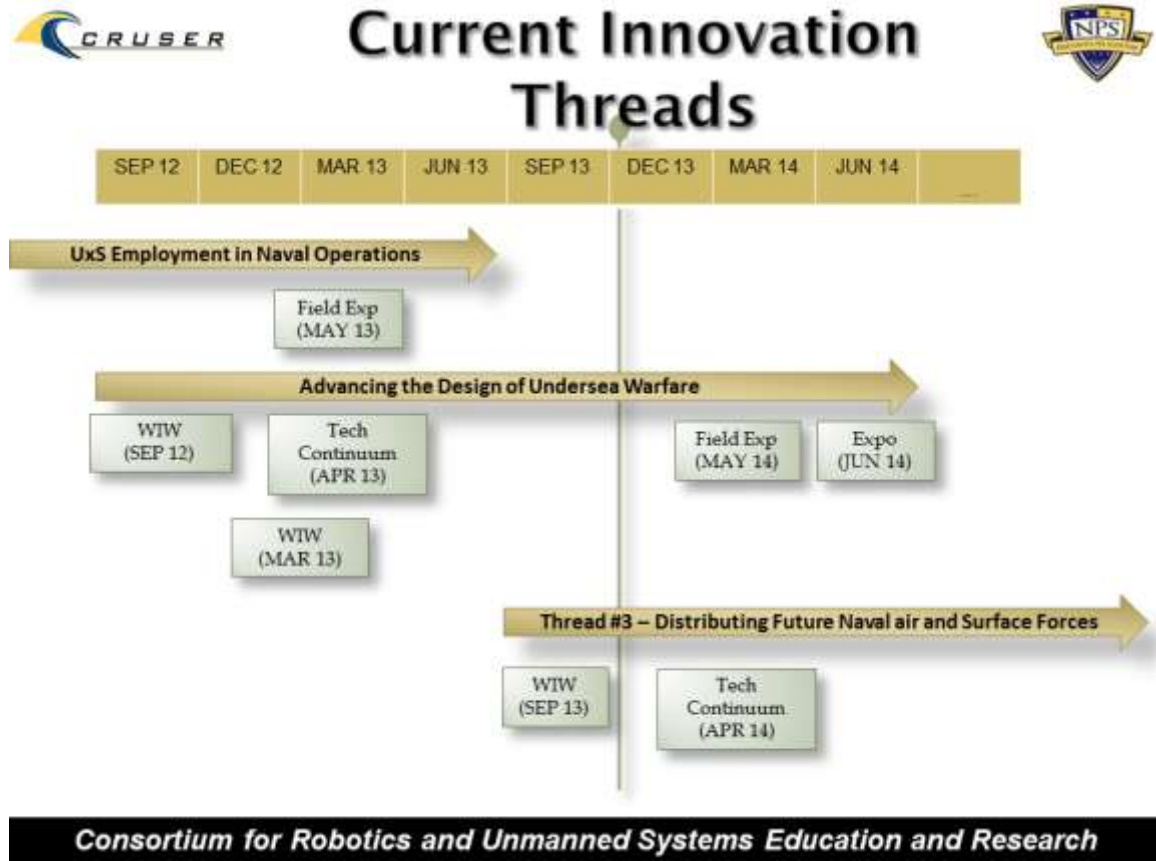 CRUSER
Current Innovation
Threads
NPS
SEP 12
DEC 12
MAR 13
JUN 13
SEP 13
DEC 13
MAR 14
JUN 14
UxS Employment in Naval Operations
Field Exp
(MAY 13)
Advancing the Design of Undersea Warfare
WIW
(SEP 12)
Tech
Continuum
(APR 13)
Field Exp
(MAY 14)
Expo
(JUN 14)
WIW
(MAR 13)
Thread #3 – Distributing Future Naval air and Surface Forces
WIW
(SEP 13)
Tech
Continuum
(APR 14)
Consortium for Robotics and Unmanned Systems Education and Research